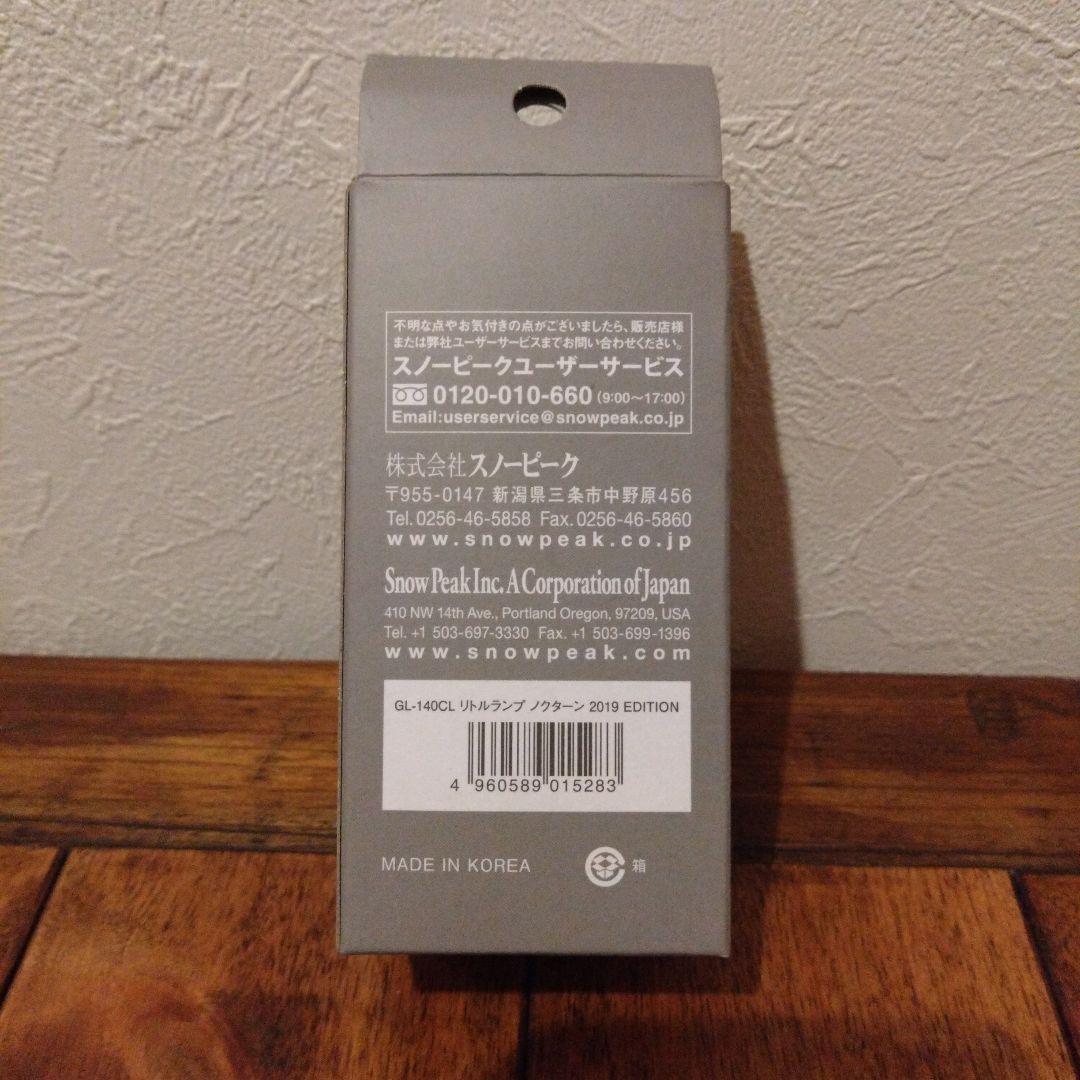 不明な点やお気付きの点がございましたら、販売店様
または弊社ユーザーサービスまでお問い合わせください。
スノーピークユーザーサービス
0120-010-660 (9:00〜17:00)
Email:userservice@snowpeak.co.jp
株式会社スノーピーク
〒955-0147 新潟県三条市中野原456
Tel. 0256-46-5858 Fax. 0256-46-5860
www.snowpeak.co.jp
Snow Peak Inc. A Corporation of Japan
410 NW 14th Ave., Portland Oregon, 97209, USA
Tel. +1 503-697-3330 Fax. +1 503-699-1396
www.snowpeak.com
GL-140CL リトルランプ ノクターン 2019 EDITION
4 960589 015283
MADE IN KOREA 箱